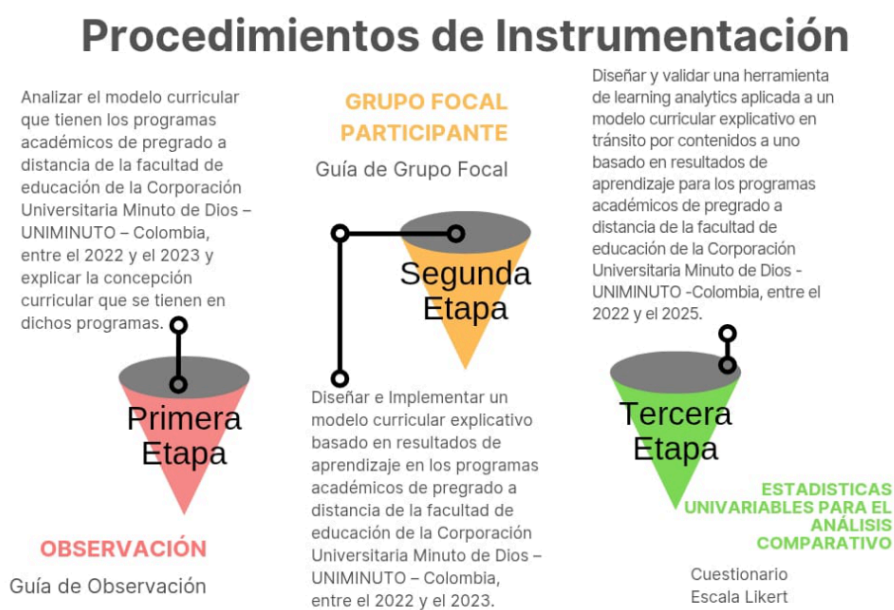 Procedimientos de Instrumentación
Analizar el modelo curricular
que tienen los programas
académicos de pregrado a
distancia de la facultad de
educación de la Corporación
Universitaria Minuto de Dios –
UNIMINUTO – Colombia,
entre el 2022 y el 2023 y
explicar la concepción
curricular que se tienen en
dichos programas.
Primera
Etapa
OBSERVACIÓN
Guía de Observación
GRUPO FOCAL
PARTICIPANTE
Guía de Grupo Focal
Segunda
Etapa
Diseñar e Implementar un
modelo curricular explicativo
basado en resultados de
aprendizaje en los programas
académicos de pregrado a
distancia de la facultad de
educación de la Corporación
Universitaria Minuto de Dios –
UNIMINUTO – Colombia,
entre el 2022 y el 2023.
Diseñar y validar una herramienta
de learning analytics aplicada a un
modelo curricular explicativo en
tránsito por contenidos a uno
basado en resultados de
aprendizaje para los programas
académicos de pregrado a
distancia de la facultad de
educación de la Corporación
Universitaria Minuto de Dios -
UNIMINUTO -Colombia, entre el
2022 y el 2025.
Tercera
Etapa
ESTADISTICAS
UNIVARIABLES PARA EL
ANÁLISIS
COMPARATIVO
Cuestionario
Escala Likert